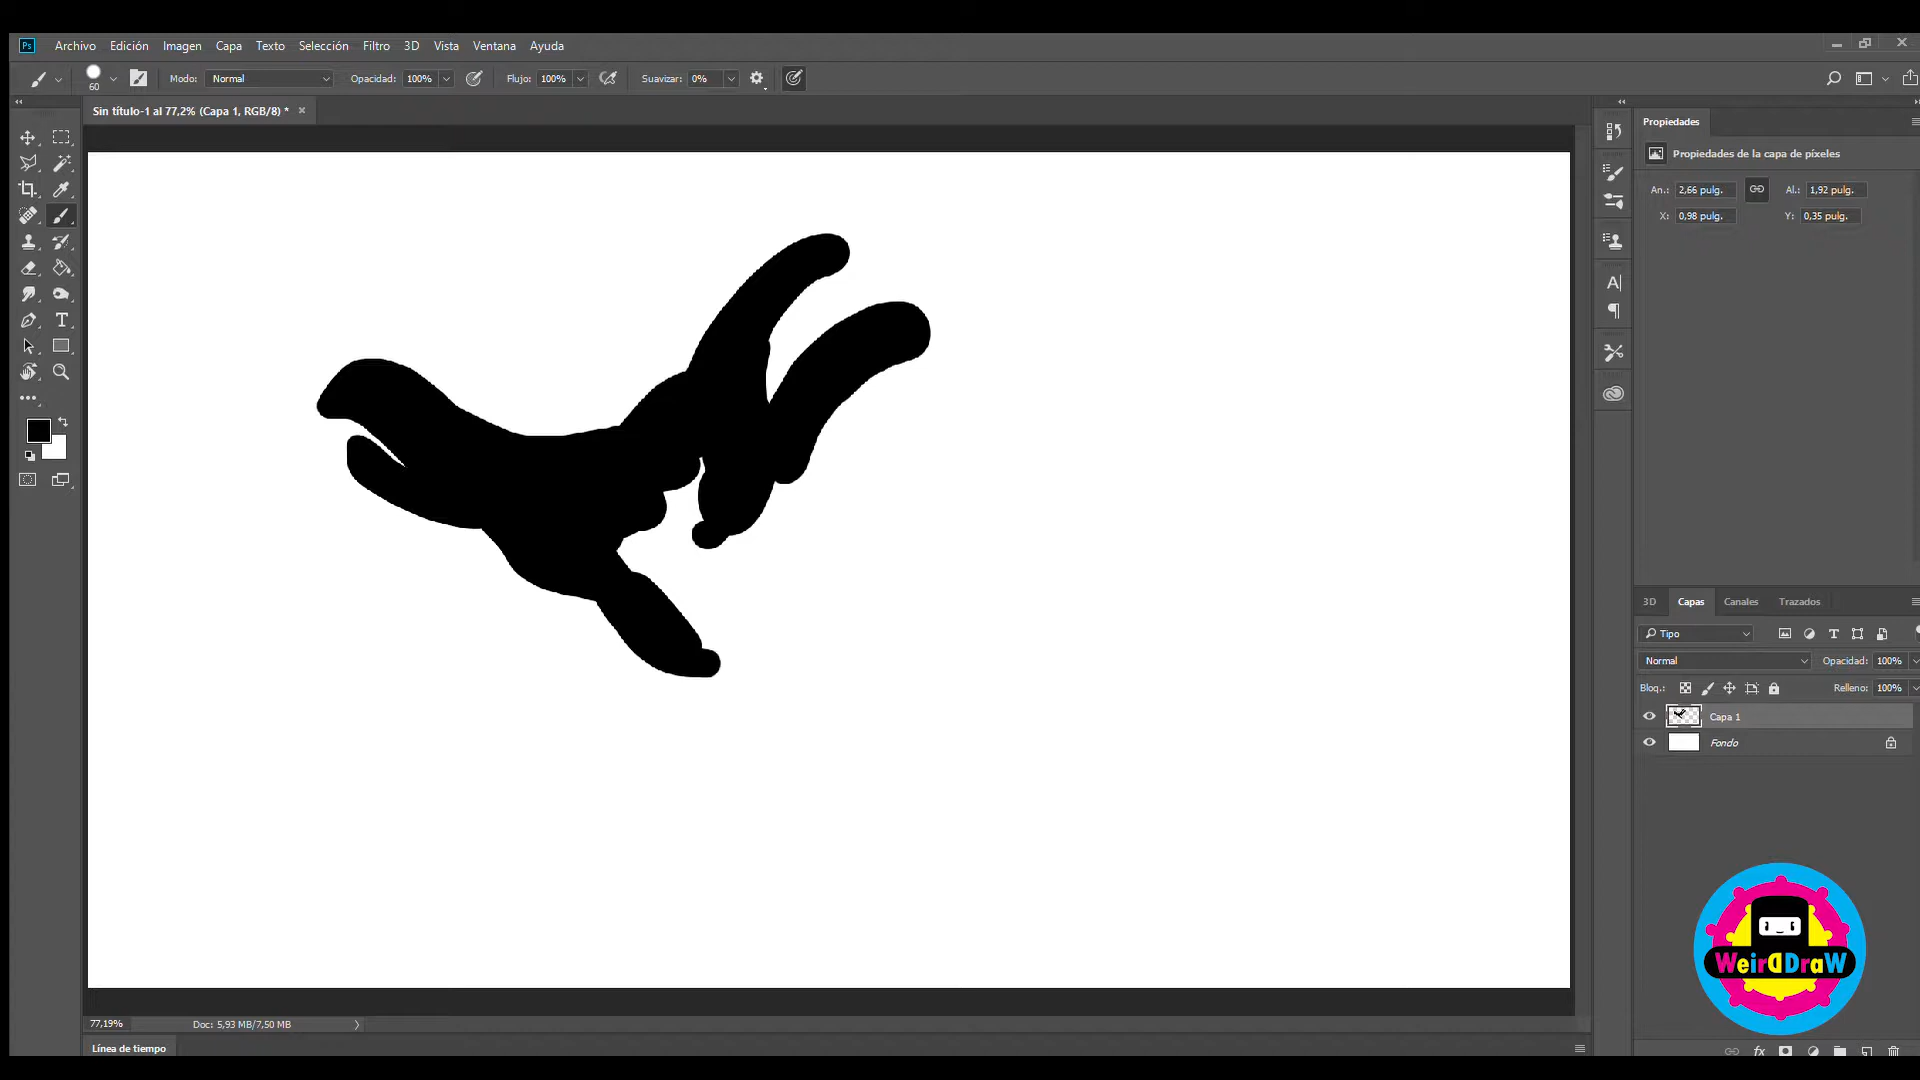 Ps Archivo Edición Imagen Capa Texto Selección Filtro 3D Vista Ventana Ayuda
60 Modo: Normal Opacidad: 100% Flujo: 100% Suavizar: 0%
Sin título-1 al 77,2% (Capa 1, RGB/8) *
Propiedades
Propiedades de la capa de píxeles
An.: 2,66 pulg. Al.: 1,92 pulg.
X: 0,98 pulg. Y: 0,35 pulg.
3D Capas Canales Trazados
Tipo
Normal Opacidad: 100%
Bloq.: Relleno: 100%
Capa 1
Fondo
WeirDDraW
77,19% Doc: 5,93 MB/7,50 MB
Línea de tiempo